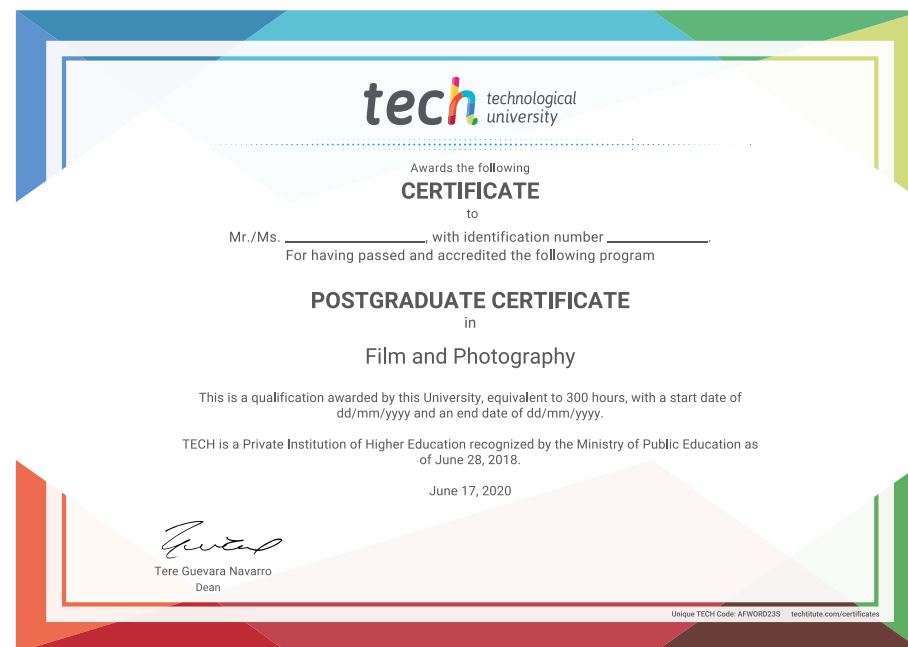 tech technological
university
Awards the following
CERTIFICATE
to
Mr./Ms. ____________________, with identification number ______________.
For having passed and accredited the following program
POSTGRADUATE CERTIFICATE
in
Film and Photography
This is a qualification awarded by this University, equivalent to 300 hours, with a start date of
dd/mm/yyyy and an end date of dd/mm/yyyy.
TECH is a Private Institution of Higher Education recognized by the Ministry of Public Education as
of June 28, 2018.
June 17, 2020
Tere Guevara Navarro
Dean
Unique TECH Code: AFWORD23S techtitute.com/certificates